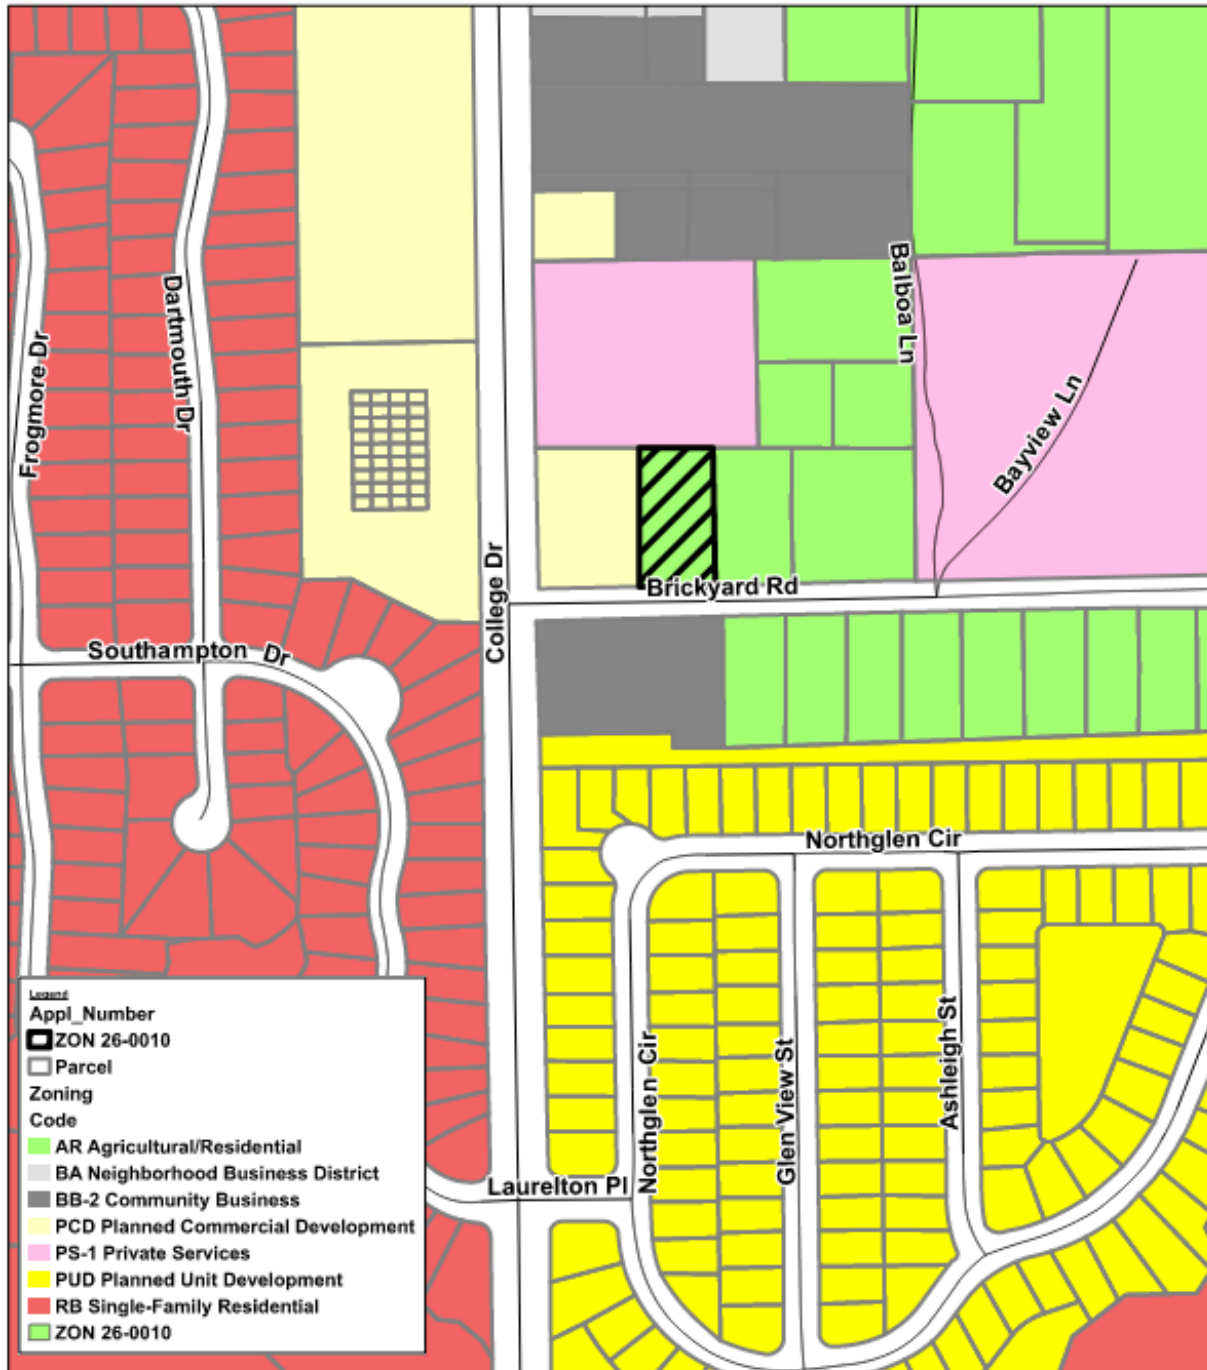 Balboa Ln
Dartmouth Dr
Frogmore Dr
Bayview Ln
College Dr
Brickyard Rd
Southampton Dr
Northglen Cir
Northglen Cir
Glen View St
Ashleigh St
Laurelton Pl
Legend
Appl_Number
ZON 26-0010
Parcel
Zoning
Code
AR Agricultural/Residential
BA Neighborhood Business District
BB-2 Community Business
PCD Planned Commercial Development
PS-1 Private Services
PUD Planned Unit Development
RB Single-Family Residential
ZON 26-0010